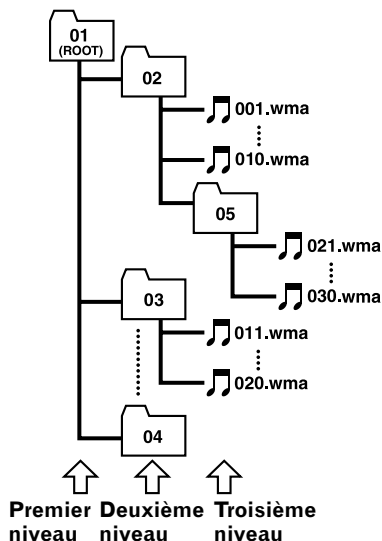 01
(ROOT)
02
001.wma
010.wma
05
021.wma
030.wma
03
011.wma
020.wma
04
Premier niveau
Deuxième niveau
Troisième niveau